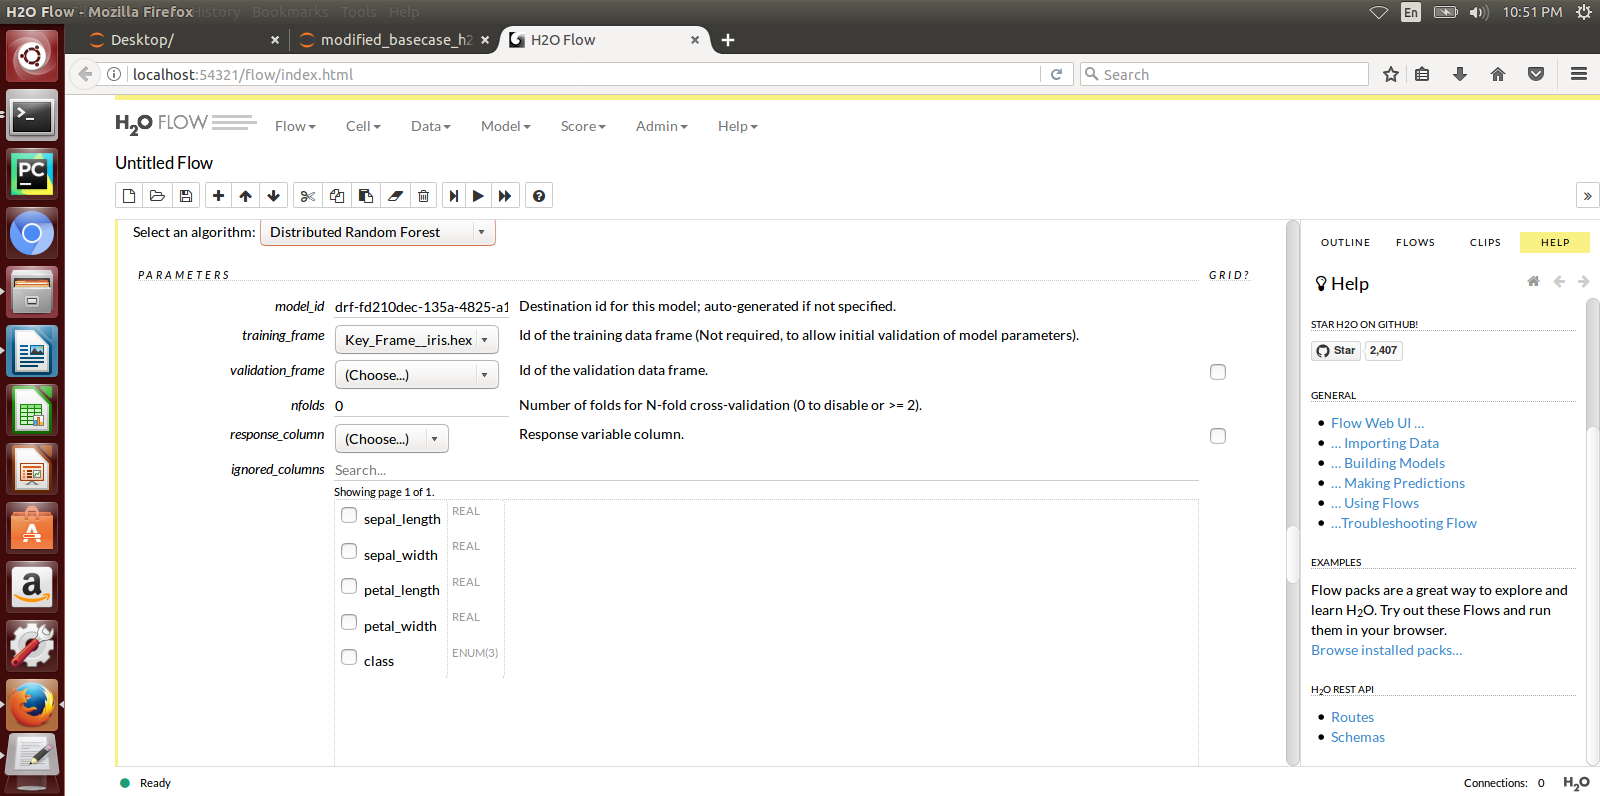 H2O Flow - Mozilla Firefox History Bookmarks Tools Help
En 10:51 PM
Desktop/ modified_basecase_h2 H2O Flow
localhost:54321/flow/index.html Search
H2O FLOW Flow Cell Data Model Score Admin Help
Untitled Flow
Select an algorithm: Distributed Random Forest
PARAMETERS GRID?
model_id drf-fd210dec-135a-4825-a1 Destination id for this model; auto-generated if not specified.
training_frame Key_Frame__iris.hex Id of the training data frame (Not required, to allow initial validation of model parameters).
validation_frame (Choose...) Id of the validation data frame.
nfolds 0 Number of folds for N-fold cross-validation (0 to disable or >= 2).
response_column (Choose...) Response variable column.
ignored_columns Search...
Showing page 1 of 1.
sepal_length REAL
sepal_width REAL
petal_length REAL
petal_width REAL
class ENUM(3)
OUTLINE FLOWS CLIPS HELP
Help
STAR H2O ON GITHUB!
Star 2,407
GENERAL
Flow Web UI ...
... Importing Data
... Building Models
... Making Predictions
... Using Flows
...Troubleshooting Flow
EXAMPLES
Flow packs are a great way to explore and
learn H2O. Try out these Flows and run
them in your browser.
Browse installed packs...
H2O REST API
Routes
Schemas
Ready Connections: 0 H2O